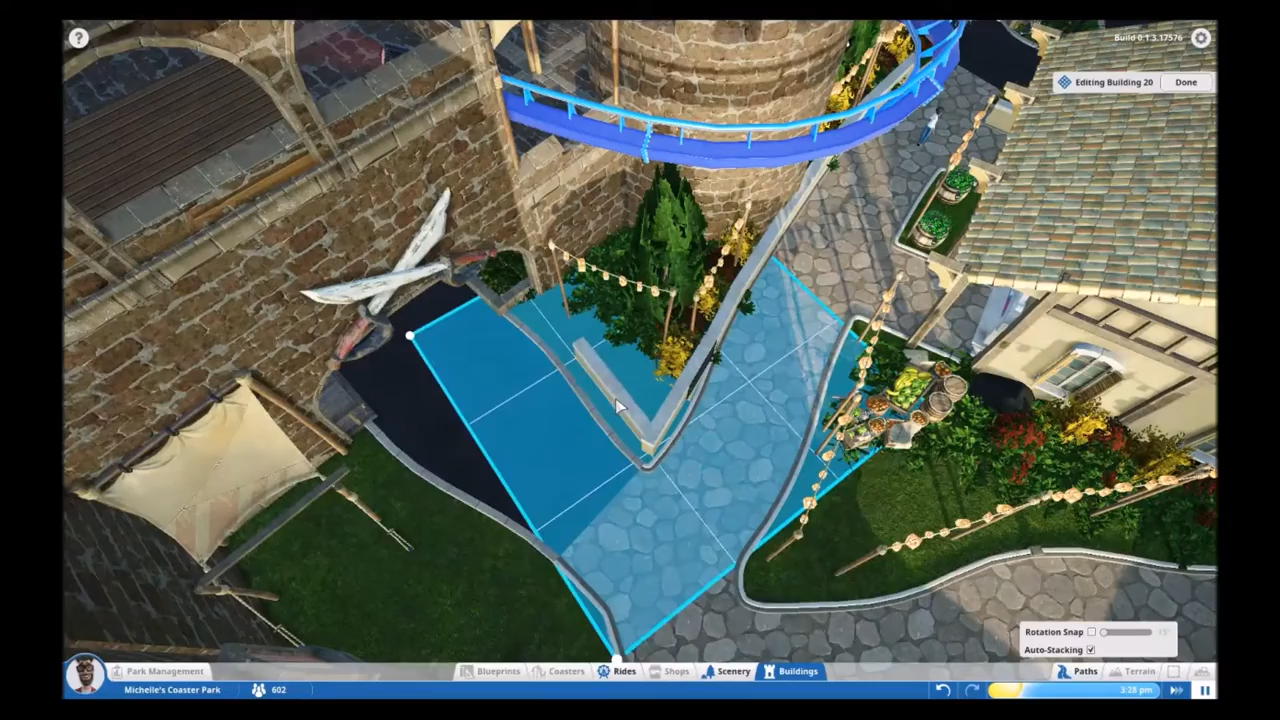 ?
Build 0.1.3.17576
Editing Building 20 Done
Rotation Snap 15°
Auto-Stacking
Park Management Blueprints Coasters Rides Shops Scenery Buildings Paths Terrain
Michelle's Coaster Park 602 3:28 pm